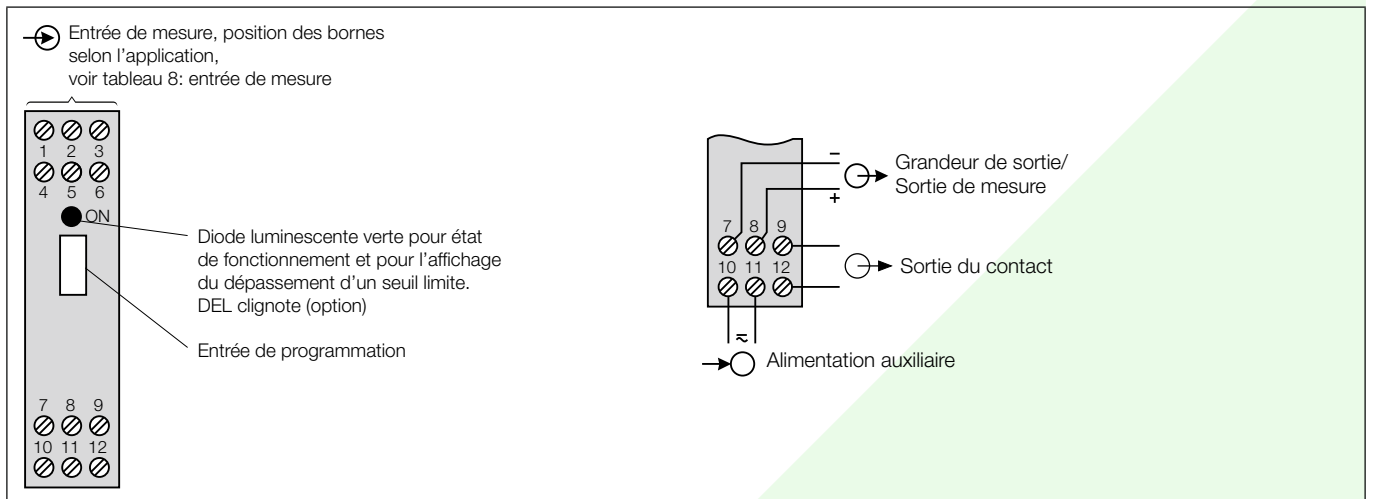 Entrée de mesure, position des bornes
selon l'application,
voir tableau 8: entrée de mesure
1 2 3
4 5 6
ON
Diode luminescente verte pour état
de fonctionnement et pour l'affichage
du dépassement d'un seuil limite.
DEL clignote (option)
Entrée de programmation
7 8 9
10 11 12
–
Grandeur de sortie/
Sortie de mesure
+
7 8 9
10 11 12
Sortie du contact
Alimentation auxiliaire